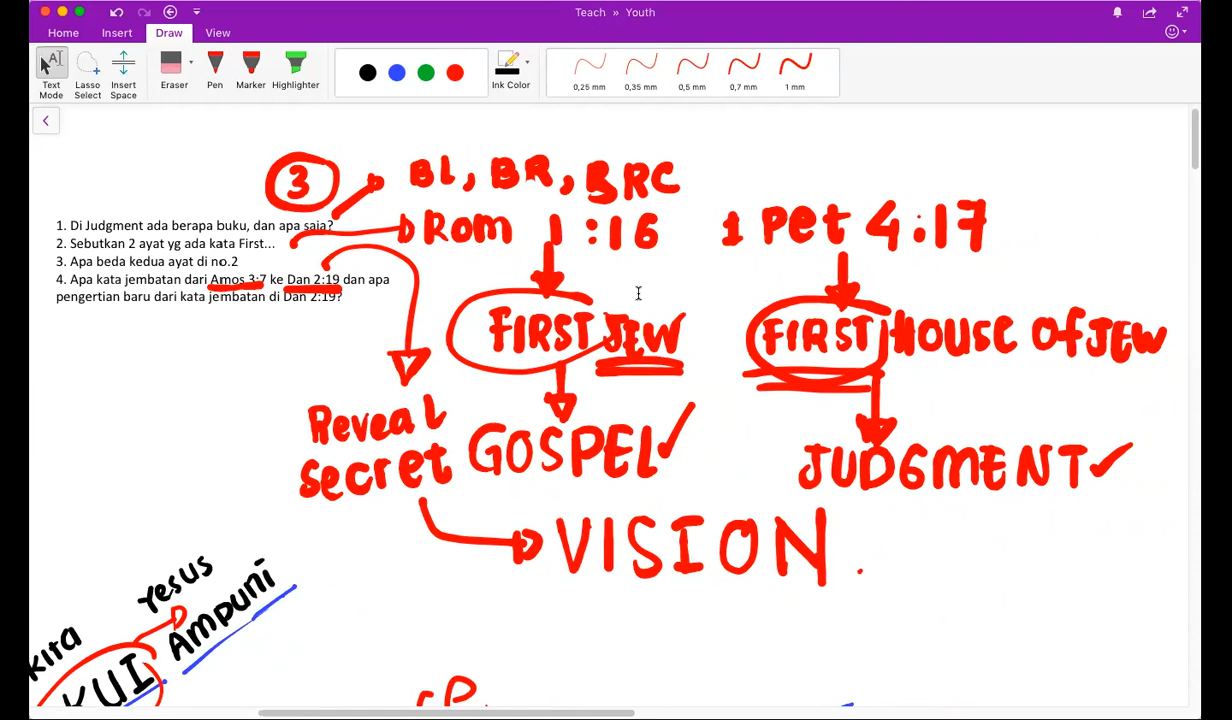 Teach » Youth
Home Insert Draw View
Text Mode
Lasso Select
Insert Space
Eraser
Pen
Marker
Highlighter
Ink Color
0,25 mm 0,35 mm 0,5 mm 0,7 mm 1 mm
3 BL, BR, BRC
1. Di Judgment ada berapa buku, dan apa saja?
2. Sebutkan 2 ayat yg ada kata First...
3. Apa beda kedua ayat di no.2
4. Apa kata jembatan dari Amos 3:7 ke Dan 2:19 dan apa
pengertian baru dari kata jembatan di Dan 2:19?
Rom 1:16 1 Pet 4:17
FIRST JEW FIRST HOUSE OF JEW
Reveal
secret
GOSPEL JUDGMENT
VISION.
Yesus
kita
KUI Ampuni